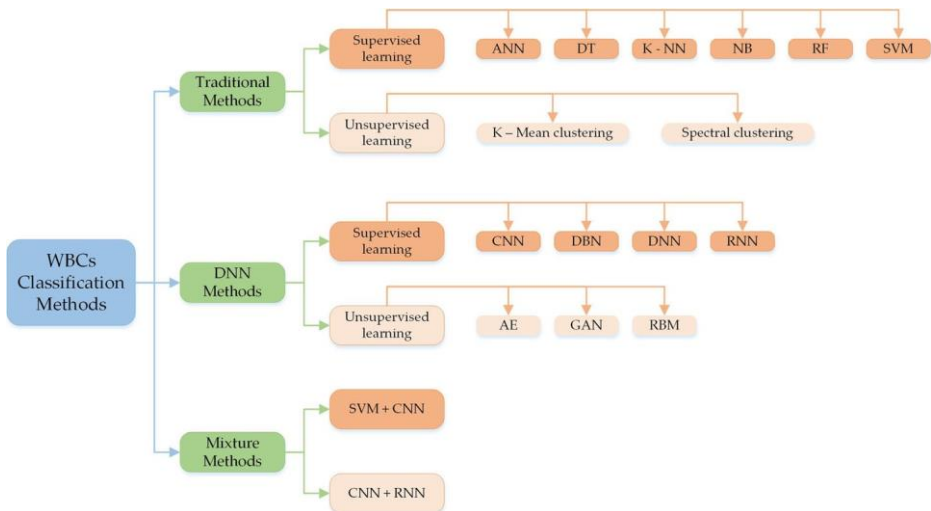 Supervised
learning
ANN
DT
K - NN
NB
RF
SVM
Traditional
Methods
Unsupervised
learning
K – Mean clustering
Spectral clustering
WBCs
Classification
Methods
DNN
Methods
Supervised
learning
CNN
DBN
DNN
RNN
Unsupervised
learning
AE
GAN
RBM
Mixture
Methods
SVM + CNN
CNN + RNN